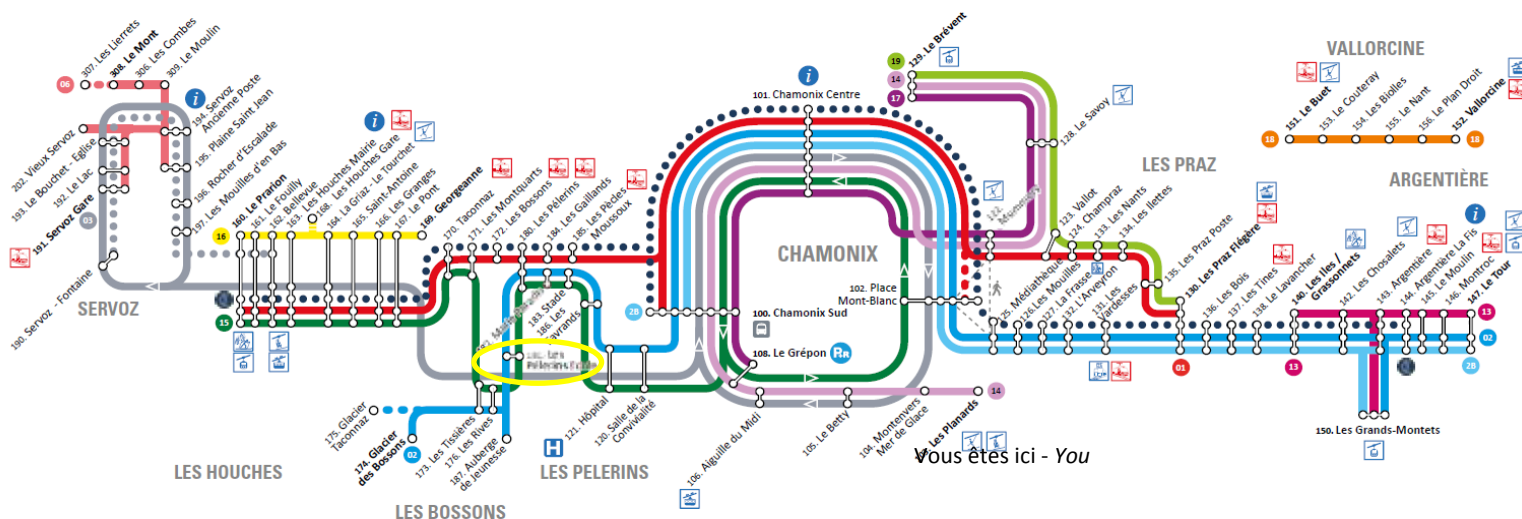 307. Les Lierrets
308. Le Mont
306. Les Combes
309. Le Moulin
06
202. Vieux Servoz
193. Le Bouchet - Eglise
192. Le Lac
191. Servoz Gare
03
190. Servoz - Fontaine
SERVOZ
i
194. Servoz
Ancienne Poste
195. Plaine Saint Jean
196. Rocher d'Escalade
197. Les Mouilles d'en Bas
16
15
160. Le Prarion
161. Le Fouilly
162. Bellevue
163. Les Houches Mairie
168. Les Houches Gare
164. La Griaz- Le Tourchet
165. Saint-Antoine
166. Les Granges
167. Le Pont
169. Georgeanne
i
LES HOUCHES
170. Taconnaz
171. Les Montquarts
172. Les Bossons
180. Les Pélerins
184. Les Gaillands
185. Les Pècles
Moussoux
183. Stade
186. Les
175. Glacier
Taconnaz
174. Glacier
des Bossons
02
173. Les Tissières
176. Les Rives
187. Auberge
de Jeunesse
LES BOSSONS
H
LES PELERINS
121. Hôpital
120. Salle de la
Convivialité
2B
i
101. Chamonix Centre
CHAMONIX
102. Place
Mont-Blanc
100. Chamonix Sud
108. Le Grépon
P+R
106. Aiguille du Midi
105. Le Betty
104. Montenvers
Mer de Glace
Les Planards
14
Vous êtes ici - You
19
14
17
129. Le Brévent
128. Le Savoy
LES PRAZ
123. Vallot
124. Champraz
133. Les Nants
134. Les Ilettes
135. Les Praz Poste
130. Les Praz Flégère
25. Médiathèque
126. Les Mouilles
127. La Frasse
132. L'Arveyron
131. Les
01
136. Les Bois
137. Les Tines
138. Le Lavancher
140. Les Iles /
Grassonnets
13
142. Les Chosalets
143. Argentière
144. Argentière La Fis
145. Le Moulin
146. Montroc
147. Le Tour
13
02
2B
150. Les Grands-Montets
ARGENTIÈRE
i
VALLORCINE
151. Le Buet
153. Le Couteray
154. Les Biolles
155. Le Nant
156. Le Plan Droit
152. Vallorcine
18
18